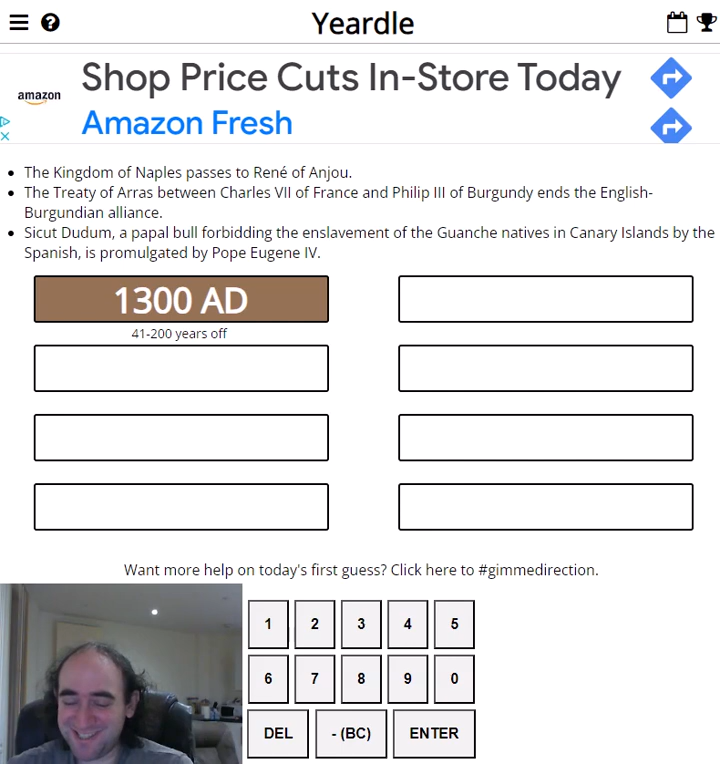 Yeardle
amazon
Shop Price Cuts In-Store Today
Amazon Fresh
• The Kingdom of Naples passes to René of Anjou.
• The Treaty of Arras between Charles VII of France and Philip III of Burgundy ends the English-
Burgundian alliance.
• Sicut Dudum, a papal bull forbidding the enslavement of the Guanche natives in Canary Islands by the
Spanish, is promulgated by Pope Eugene IV.
1300 AD
41-200 years off
Want more help on today's first guess? Click here to #gimmedirection.
1 2 3 4 5
6 7 8 9 0
DEL - (BC) ENTER